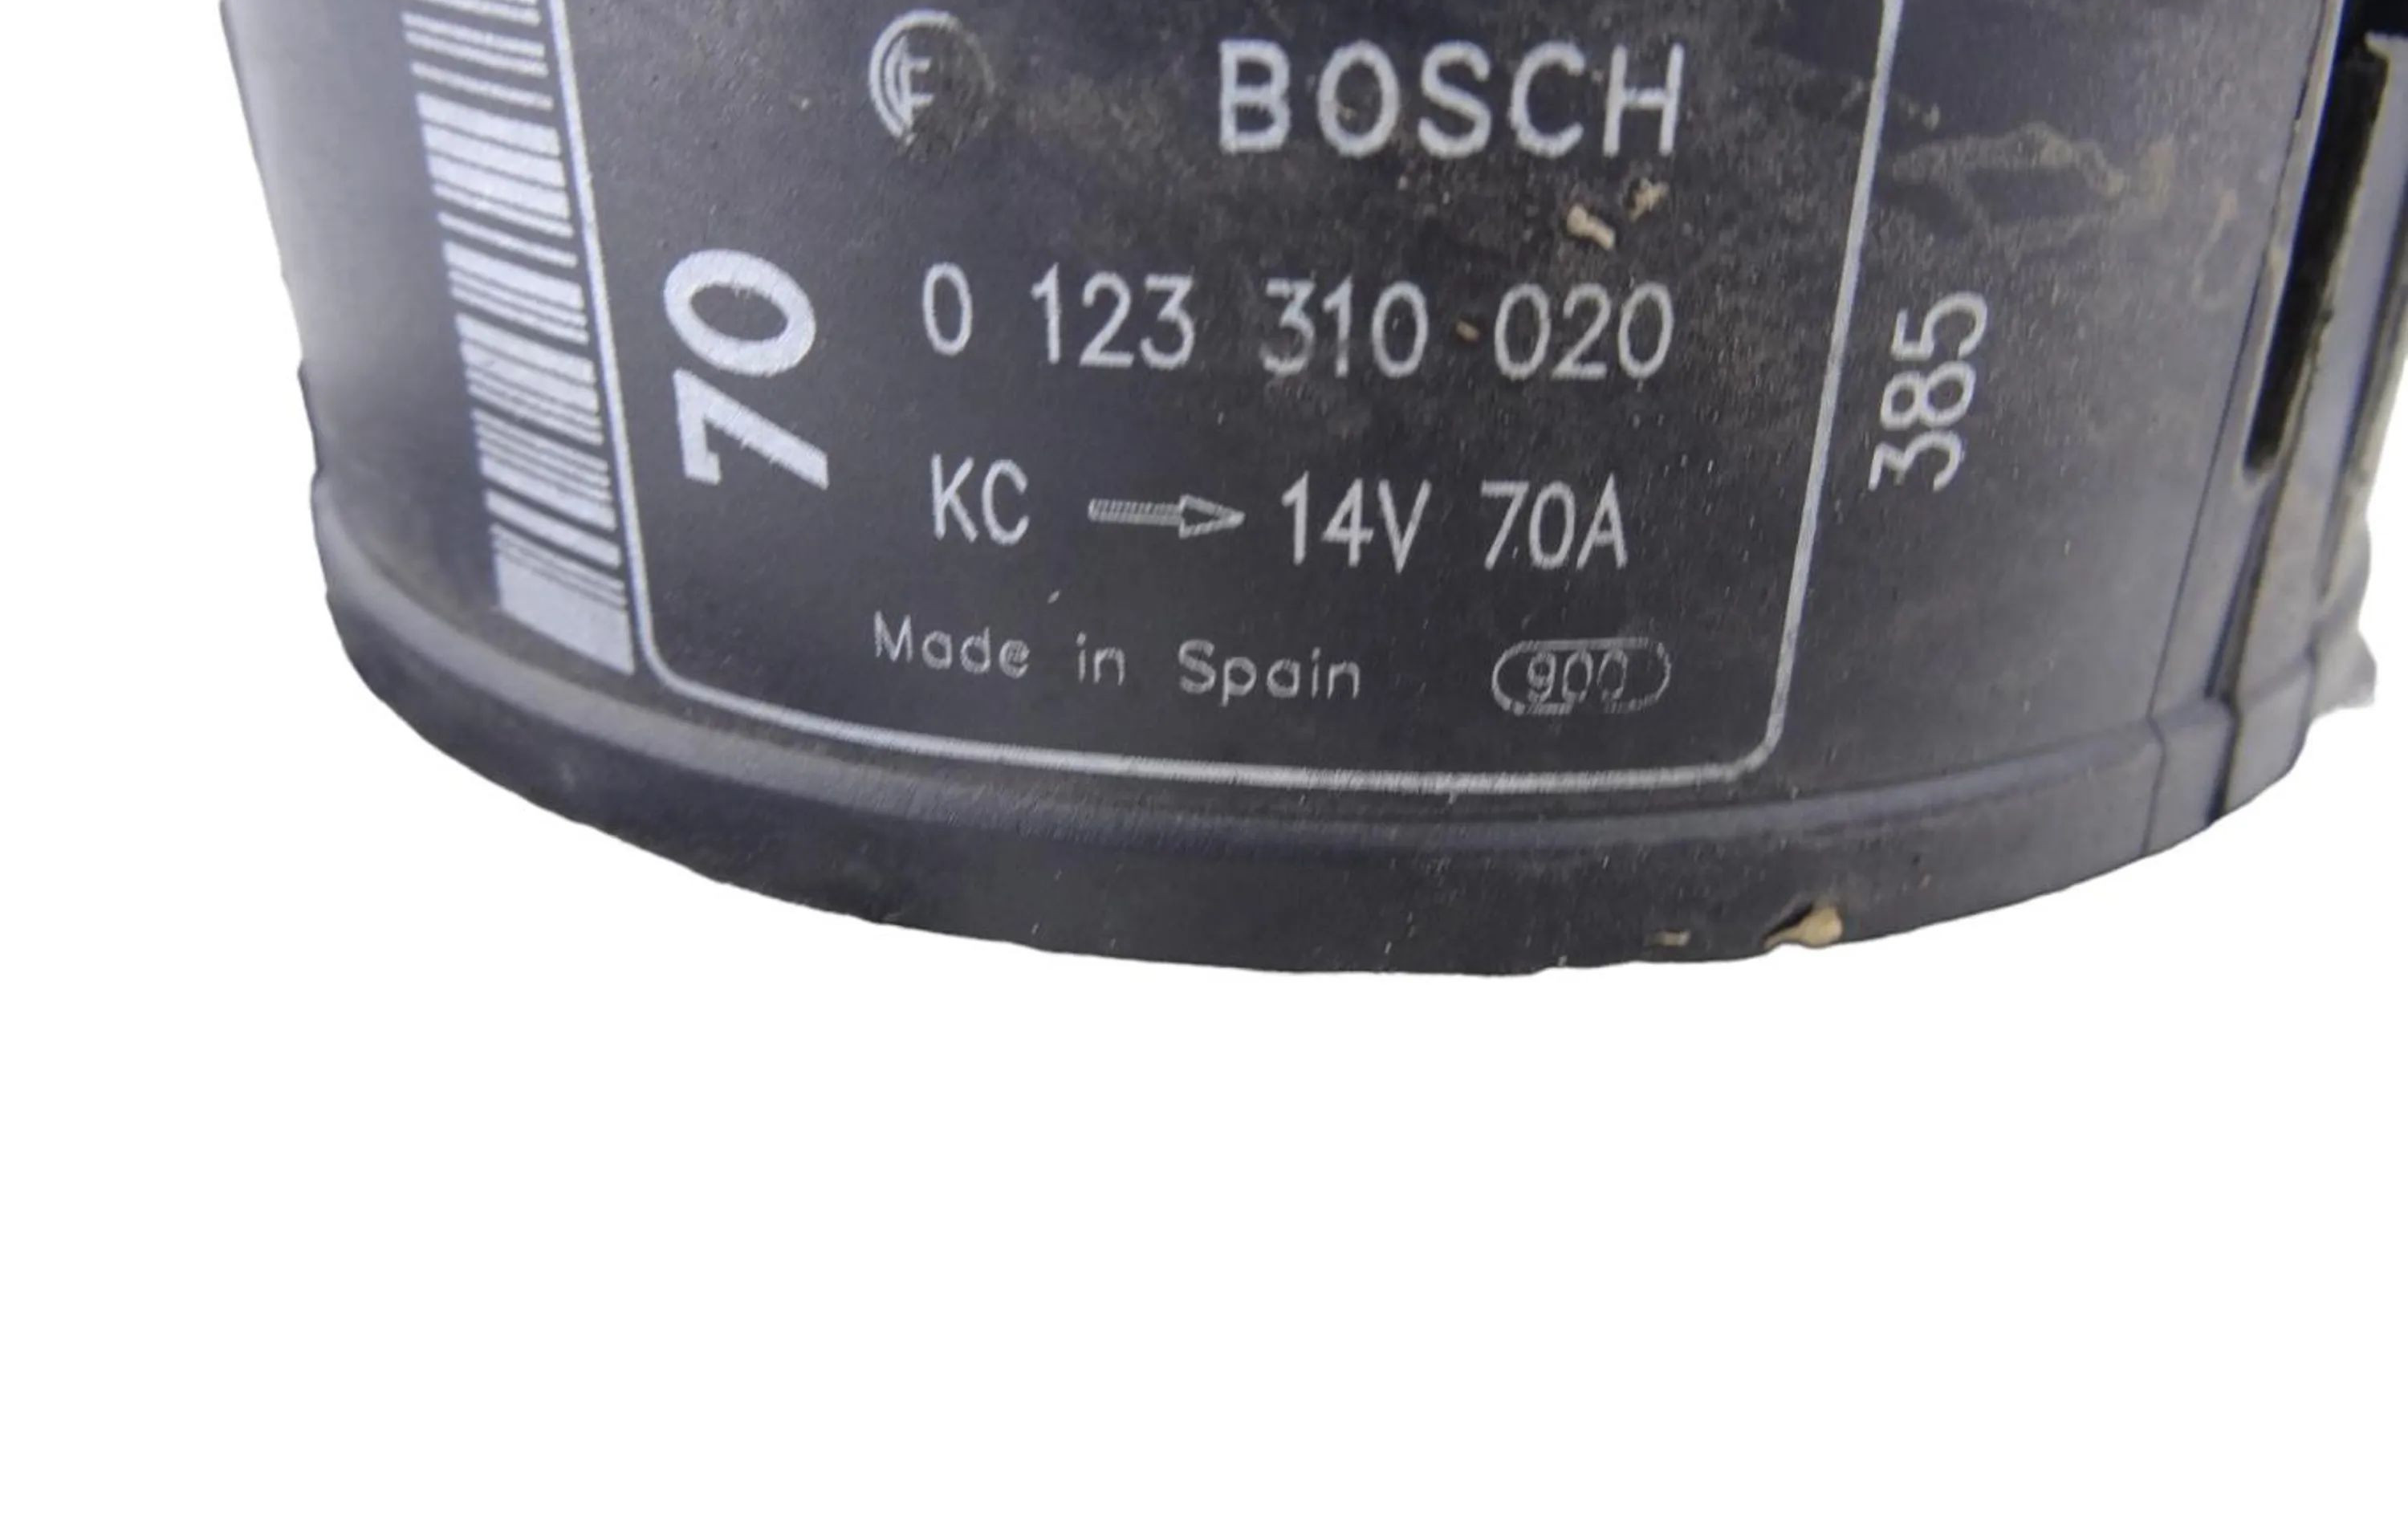 BOSCH
0 123 310 020
70
KC → 14V 70A
Made in Spain 900
385